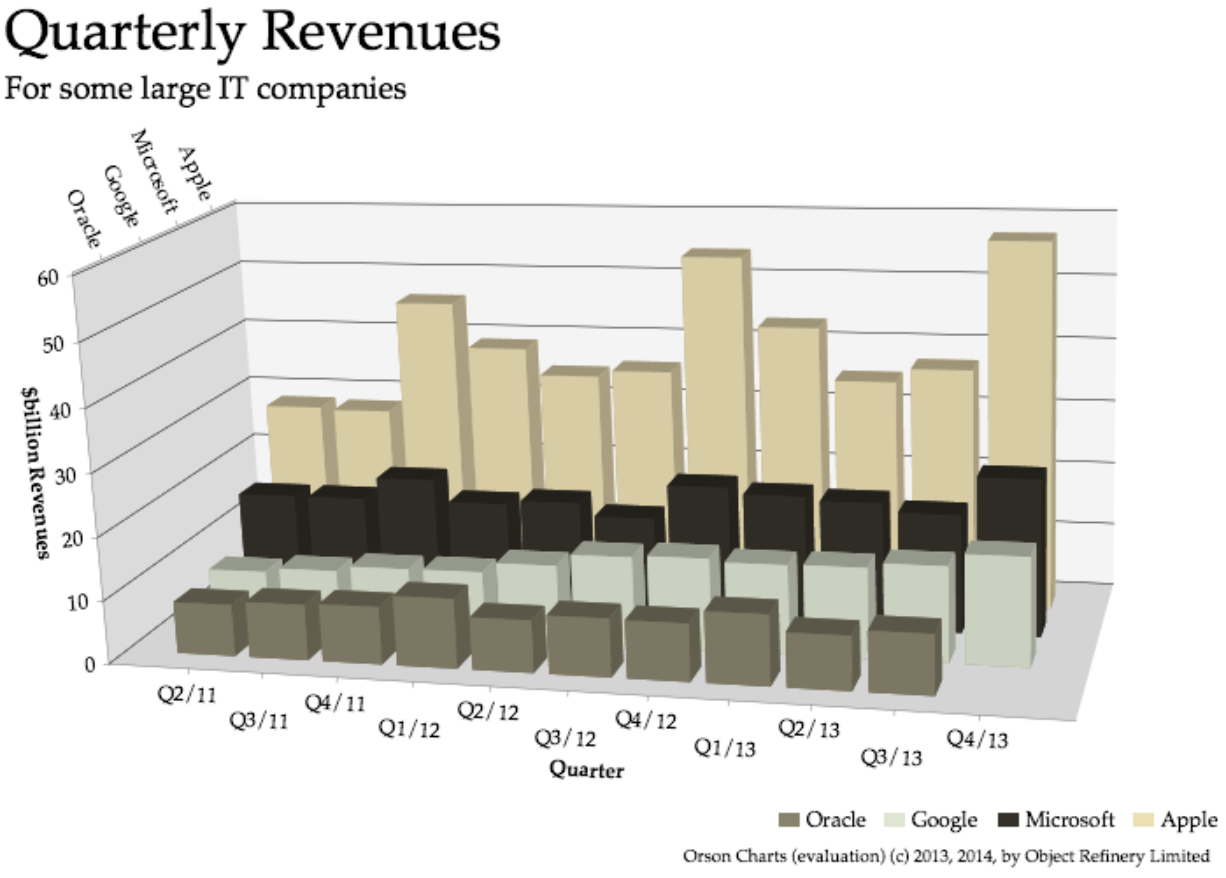 Quarterly Revenues
For some large IT companies
Oracle
Google
Microsoft
Apple
60
50
40
30
20
10
0
$billion Revenues
Q2/11
Q3/11
Q4/11
Q1/12
Q2/12
Q3/12
Q4/12
Q1/13
Q2/13
Q3/13
Q4/13
Quarter
Oracle Google Microsoft Apple
Orson Charts (evaluation) (c) 2013, 2014, by Object Refinery Limited